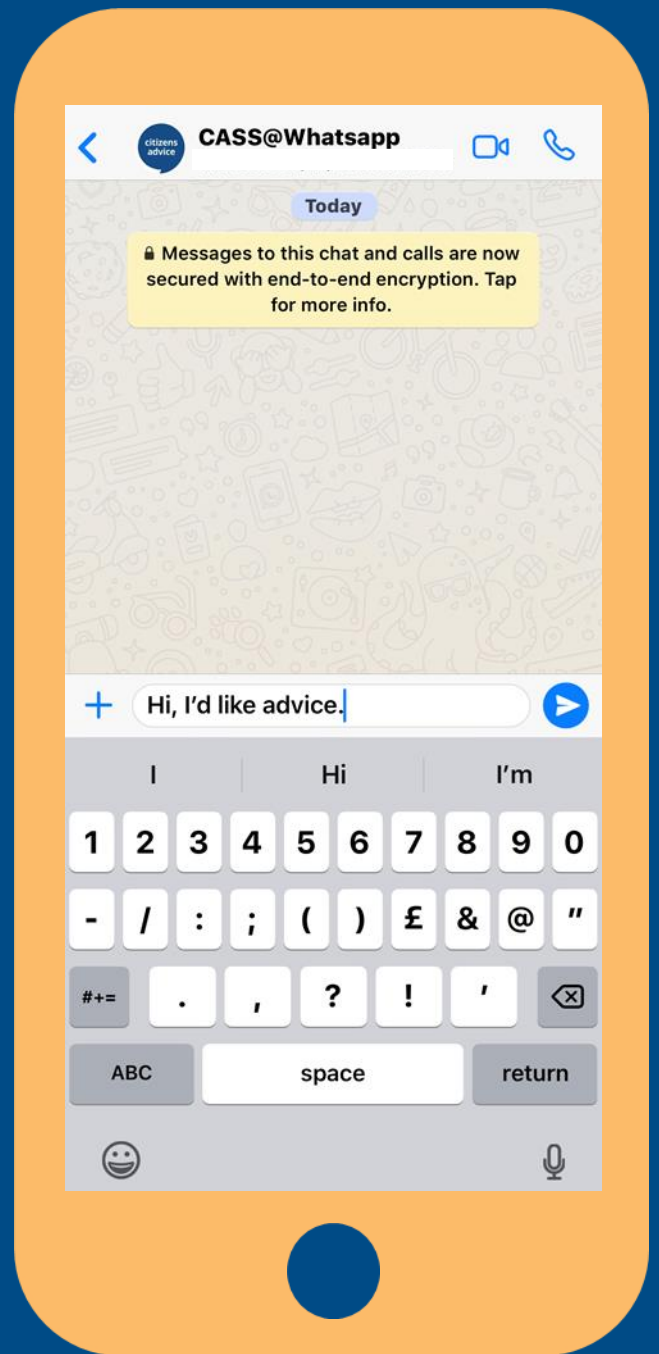 citizens
advice
CASS@Whatsapp
Today
Messages to this chat and calls are now
secured with end-to-end encryption. Tap
for more info.
Hi, I’d like advice.
I Hi I’m
1 2 3 4 5 6 7 8 9 0
- / : ; ( ) £ & @ "
#+= . , ? ! '
ABC space return